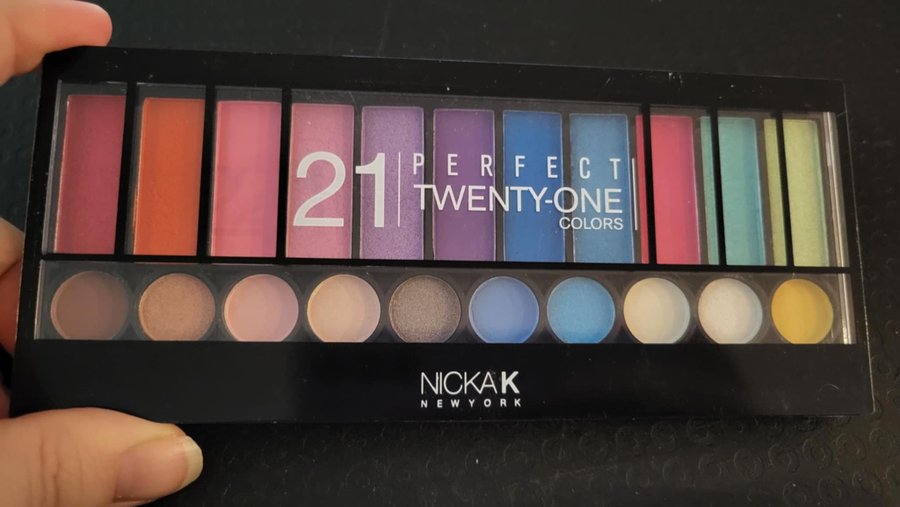 21 PERFECT
TWENTY-ONE
COLORS
NICKA K
NEW YORK